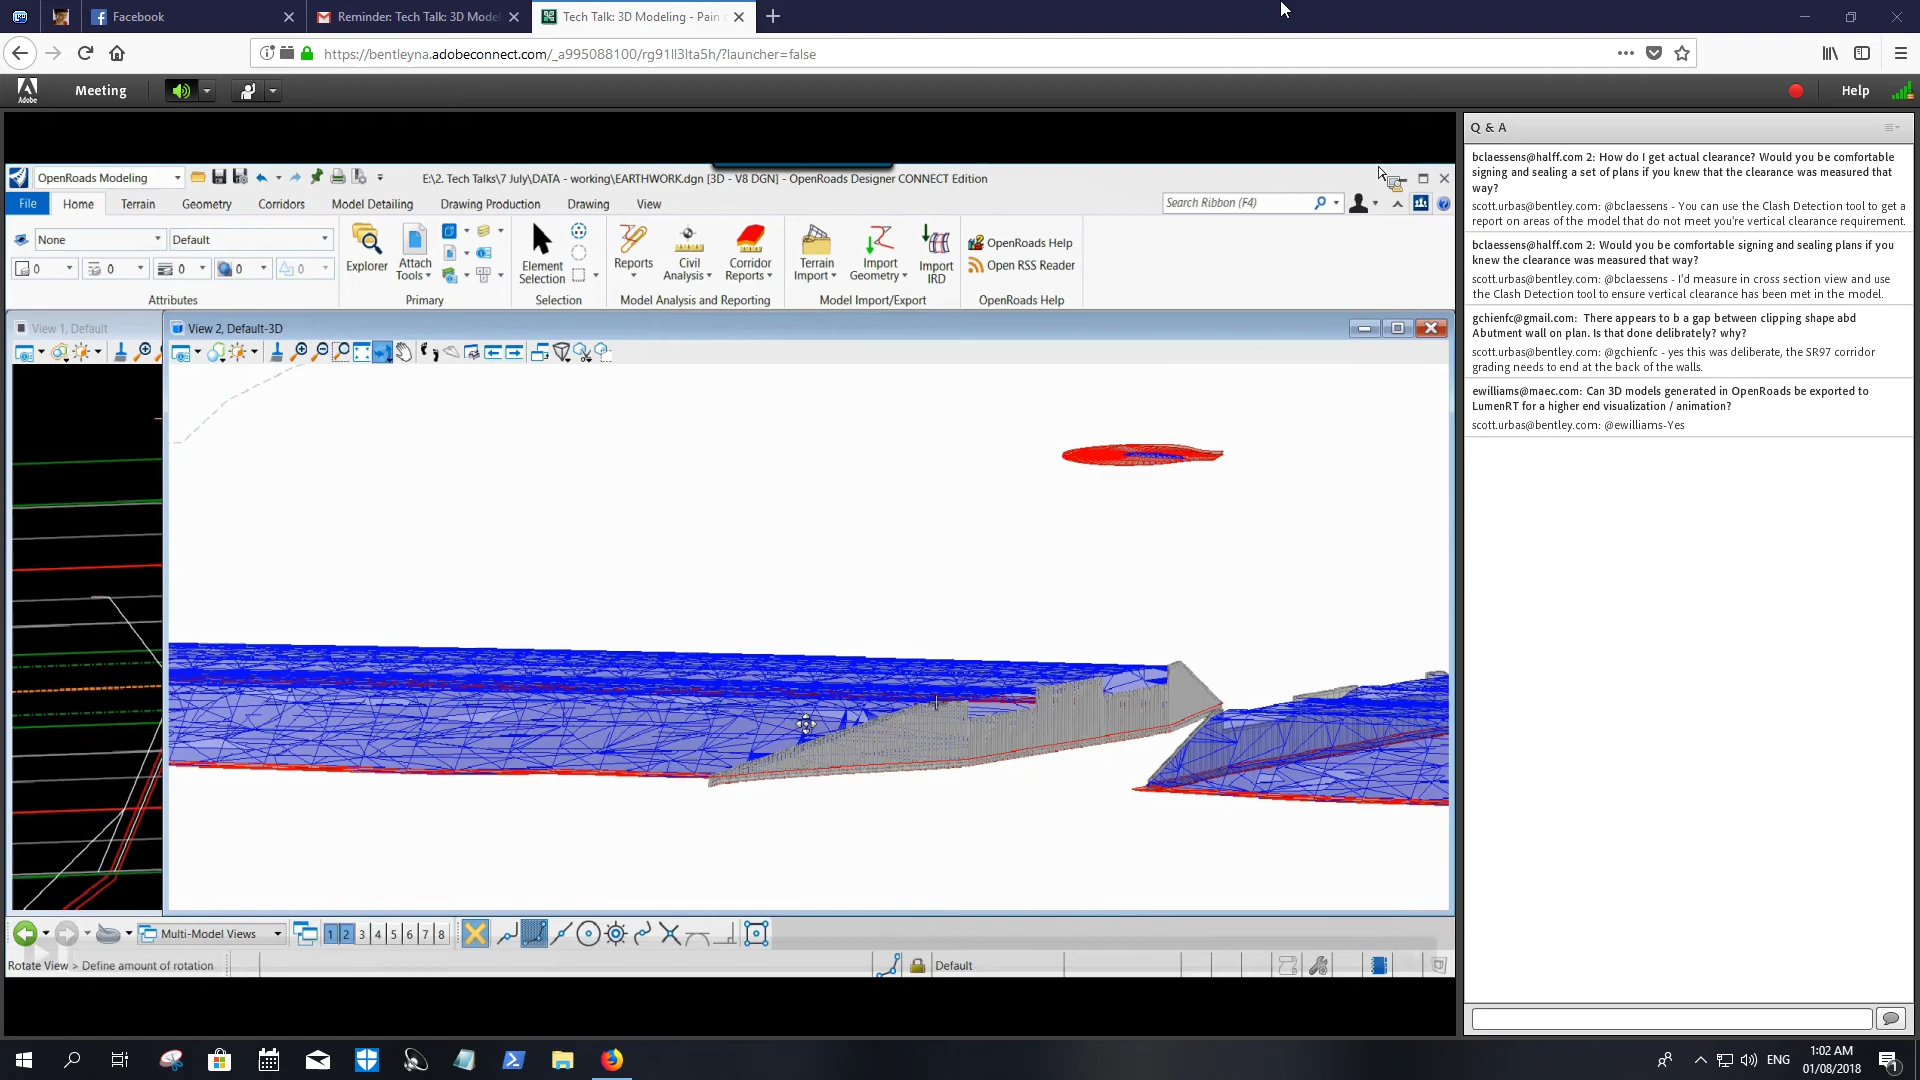 Facebook
Reminder: Tech Talk: 3D Model
Tech Talk: 3D Modeling - Pain
https://bentleyna.adobeconnect.com/_a995088100/rg91ll3lta5h/?launcher=false
Adobe
Meeting
Help
OpenRoads Modeling
E:\2. Tech Talks\7 July\DATA - working\EARTHWORK.dgn [3D - V8 DGN] - OpenRoads Designer CONNECT Edition
File Home Terrain Geometry Corridors Model Detailing Drawing Production Drawing View
Search Ribbon (F4)
None
Default
0 0 0 0 0
Attributes
Explorer
Attach Tools
Primary
Element Selection
Selection
Reports
Civil Analysis
Corridor Reports
Model Analysis and Reporting
Terrain Import
Import Geometry
Import IRD
Model Import/Export
OpenRoads Help
Open RSS Reader
OpenRoads Help
View 1, Default
View 2, Default-3D
Multi-Model Views
1 2 3 4 5 6 7 8
Rotate View > Define amount of rotation
Default
Q & A
bclaessens@halff.com 2: How do I get actual clearance? Would you be comfortable
signing and sealing a set of plans if you knew that the clearance was measured that
way?
scott.urbas@bentley.com: @bclaessens - You can use the Clash Detection tool to get a
report on areas of the model that do not meet you're vertical clearance requirement.
bclaessens@halff.com 2: Would you be comfortable signing and sealing plans if you
knew the clearance was measured that way?
scott.urbas@bentley.com: @bclaessens - I'd measure in cross section view and use
the Clash Detection tool to ensure vertical clearance has been met in the model.
gchienfc@gmail.com: There appears to b a gap between clipping shape abd
Abutment wall on plan. Is that done delibrately? why?
scott.urbas@bentley.com: @gchienfc - yes this was deliberate, the SR97 corridor
grading needs to end at the back of the walls.
ewilliams@maec.com: Can 3D models generated in OpenRoads be exported to
LumenRT for a higher end visualization / animation?
scott.urbas@bentley.com: @ewilliams-Yes
ENG
1:02 AM
01/08/2018
1